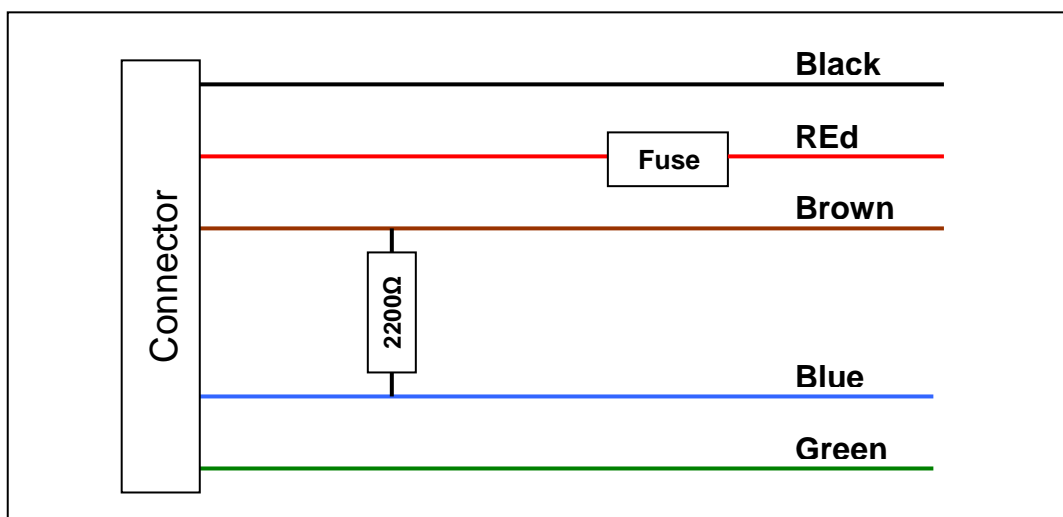 Black
REd
Fuse
Brown
Connector
2200Ω
Blue
Green